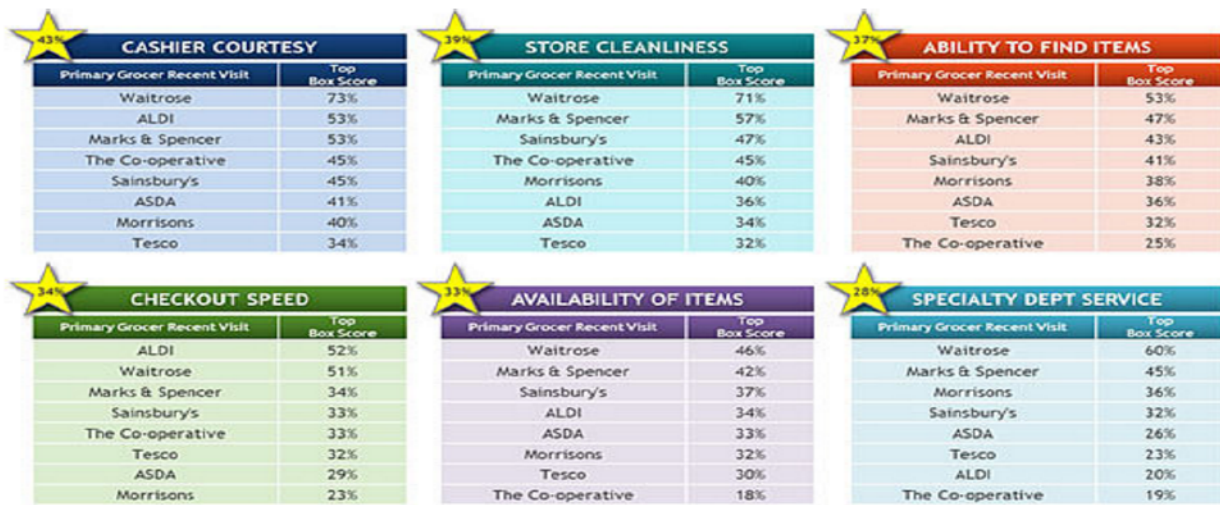 43%
CASHIER COURTESY
Primary Grocer Recent Visit Top Box Score
Waitrose 73%
ALDI 53%
Marks & Spencer 53%
The Co-operative 45%
Sainsbury's 45%
ASDA 41%
Morrisons 40%
Tesco 34%
39%
STORE CLEANLINESS
Primary Grocer Recent Visit Top Box Score
Waitrose 71%
Marks & Spencer 57%
Sainsbury's 47%
The Co-operative 45%
Morrisons 40%
ALDI 36%
ASDA 34%
Tesco 32%
37%
ABILITY TO FIND ITEMS
Primary Grocer Recent Visit Top Box Score
Waitrose 53%
Marks & Spencer 47%
ALDI 43%
Sainsbury's 41%
Morrisons 38%
ASDA 36%
Tesco 32%
The Co-operative 25%
34%
CHECKOUT SPEED
Primary Grocer Recent Visit Top Box Score
ALDI 52%
Waitrose 51%
Marks & Spencer 34%
Sainsbury's 33%
The Co-operative 33%
Tesco 32%
ASDA 29%
Morrisons 23%
33%
AVAILABILITY OF ITEMS
Primary Grocer Recent Visit Top Box Score
Waitrose 46%
Marks & Spencer 42%
Sainsbury's 37%
ALDI 34%
ASDA 33%
Morrisons 32%
Tesco 30%
The Co-operative 18%
28%
SPECIALTY DEPT SERVICE
Primary Grocer Recent Visit Top Box Score
Waitrose 60%
Marks & Spencer 45%
Morrisons 36%
Sainsbury's 32%
ASDA 26%
Tesco 23%
ALDI 20%
The Co-operative 19%